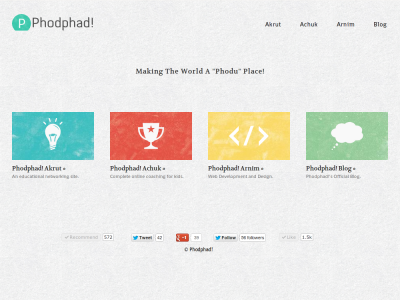 P Phodphad!
Akrut Achuk Arnim Blog
Making The World A "Phodu" Place!
Phodphad! Akrut »
An educational networking site.
Phodphad! Achuk »
Complete online coaching for kids.
Phodphad! Arnim »
Web Development and Design.
Phodphad! Blog »
Phodphad!'s Official Blog.
Recommend 572
Tweet 42
+1
Follow 96 followers
Like 1.5k
© Phodphad!